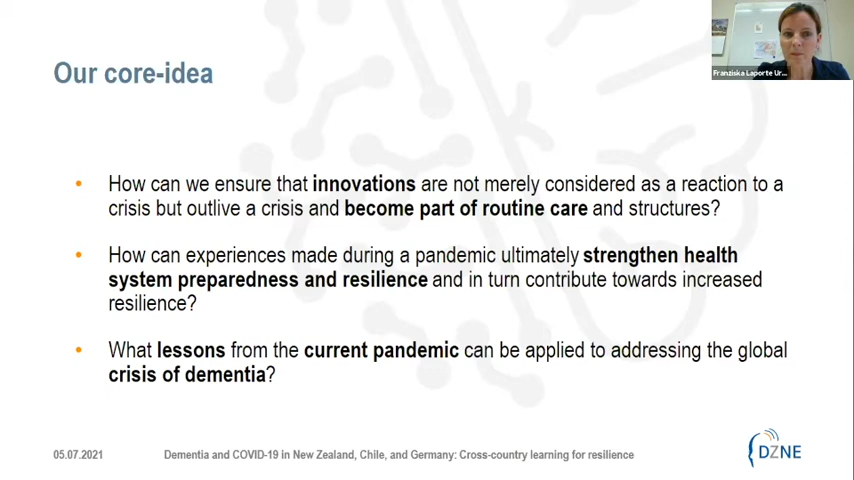 Our core-idea
Franziska Laporte Ur...
• How can we ensure that innovations are not merely considered as a reaction to a
crisis but outlive a crisis and become part of routine care and structures?
• How can experiences made during a pandemic ultimately strengthen health
system preparedness and resilience and in turn contribute towards increased
resilience?
• What lessons from the current pandemic can be applied to addressing the global
crisis of dementia?
05.07.2021
Dementia and COVID-19 in New Zealand, Chile, and Germany: Cross-country learning for resilience
DZNE